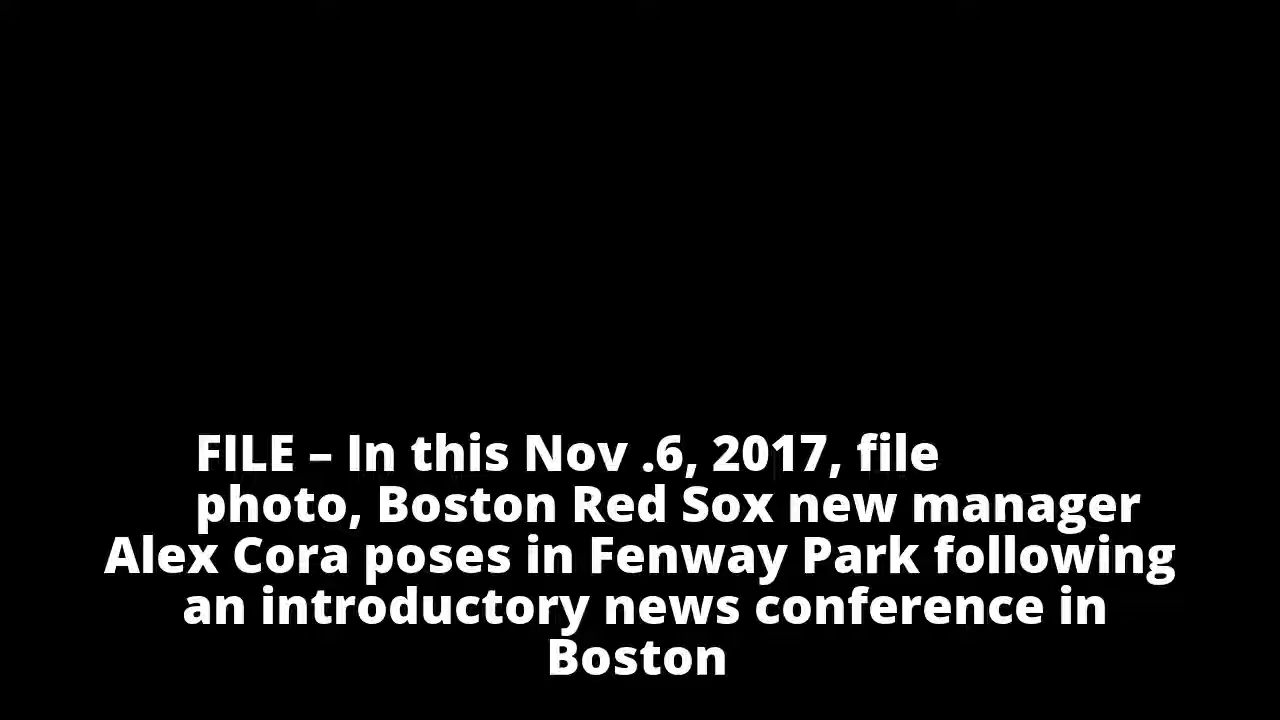 FILE – In this Nov .6, 2017, file
photo, Boston Red Sox new manager
Alex Cora poses in Fenway Park following
an introductory news conference in
Boston